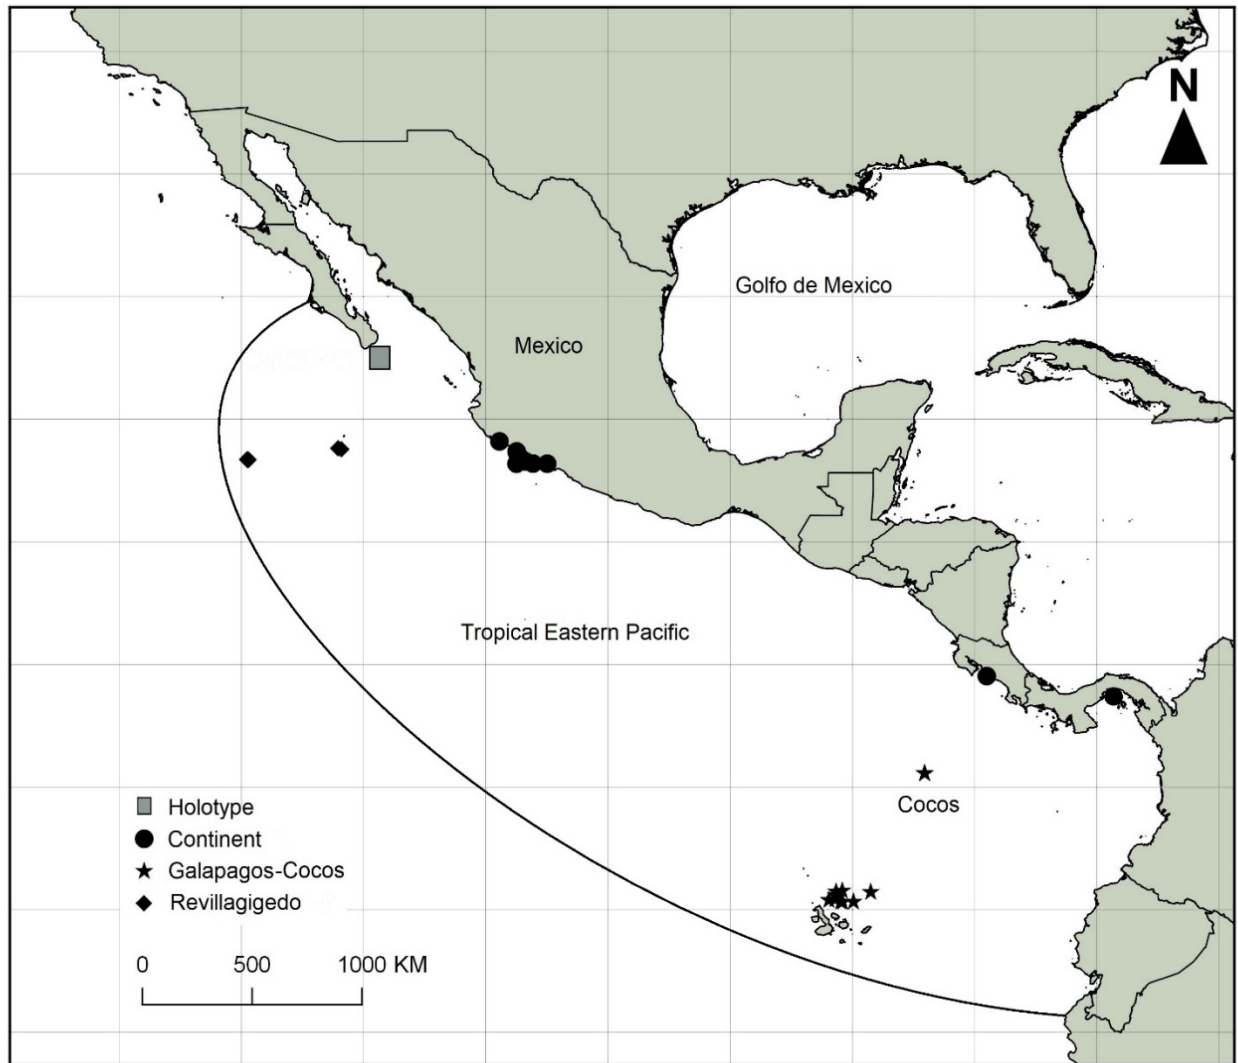 N
Golfo de Mexico
Mexico
Tropical Eastern Pacific
Cocos
Holotype
Continent
Galapagos-Cocos
Revillagigedo
0 500 1000 KM